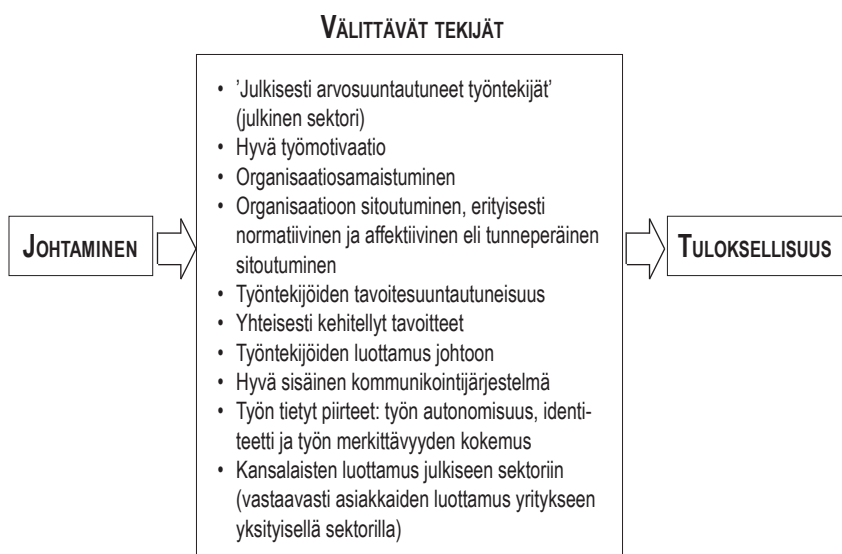 VÄLITTÄVÄT TEKIJÄT
JOHTAMINEN
• 'Julkisesti arvosuuntautuneet työntekijät'
(julkinen sektori)
• Hyvä työmotivaatio
• Organisaatiosamaistuminen
• Organisaatioon sitoutuminen, erityisesti
normatiivinen ja affektiivinen eli tunneperäinen
sitoutuminen
• Työntekijöiden tavoitesuuntautuneisuus
• Yhteisesti kehitellyt tavoitteet
• Työntekijöiden luottamus johtoon
• Hyvä sisäinen kommunikointijärjestelmä
• Työn tietyt piirteet: työn autonomisuus, identi-
teetti ja työn merkittävyyden kokemus
• Kansalaisten luottamus julkiseen sektoriin
(vastaavasti asiakkaiden luottamus yritykseen
yksityisellä sektorilla)
TULOKSELLISUUS